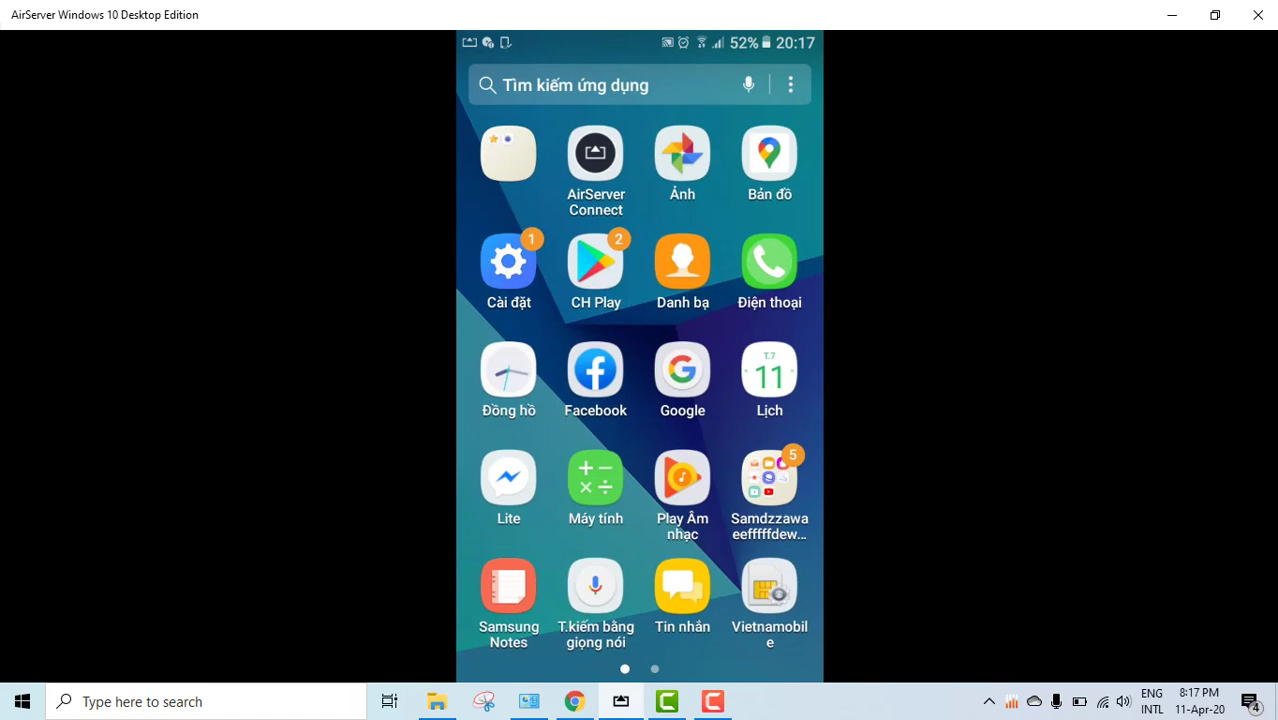 AirServer Windows 10 Desktop Edition
52% 20:17
Tìm kiếm ứng dụng
AirServer
Connect
Ảnh
Bản đồ
1
2
Cài đặt
CH Play
Danh bạ
Điện thoại
T.7
11
Đồng hồ
Facebook
Google
Lịch
5
Lite
Máy tính
Play Âm
nhạc
Samdzzawa
eefffffdew...
Samsung
Notes
T.kiếm bằng
giọng nói
Tin nhắn
Vietnamobil
e
Type here to search
ENG
INTL
8:17 PM
11-Apr-20
4